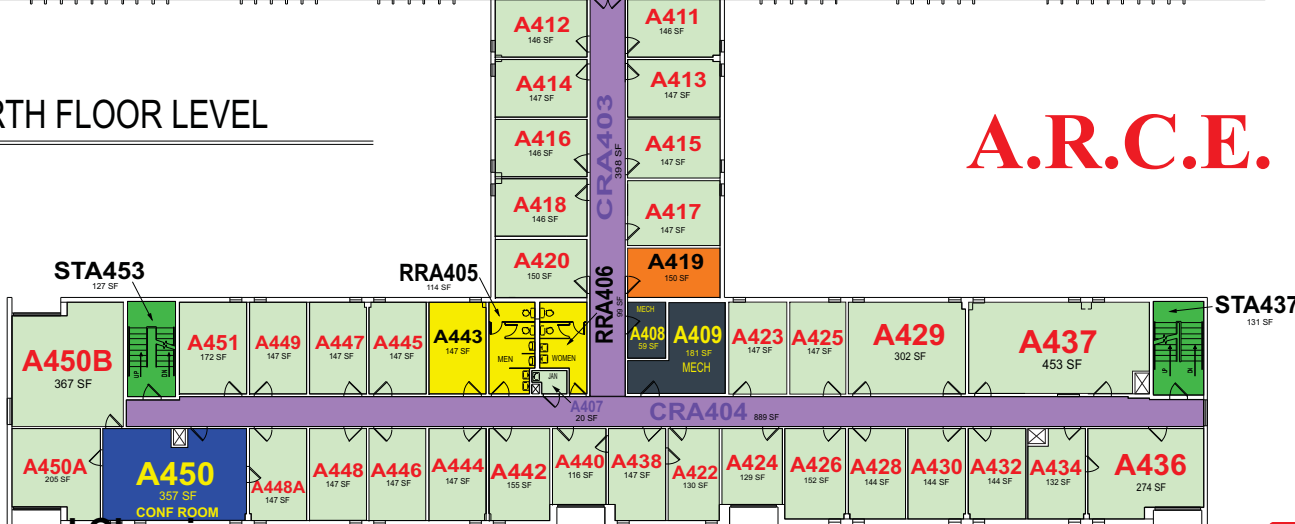 A412
146 SF
A411
146 SF
A414
147 SF
A413
147 SF
CRA403
398 SF
RTH FLOOR LEVEL
A.R.C.E.
A416
146 SF
A415
147 SF
A418
146 SF
A417
147 SF
A420
150 SF
A419
150 SF
STA453
127 SF
RRA405
114 SF
RRA406
99 SF
STA437
131 SF
A450B
367 SF
UP
DN
A451
172 SF
A449
147 SF
A447
147 SF
A445
147 SF
A443
147 SF
MEN
WOMEN
JAN
MECH
A408
59 SF
A409
181 SF
MECH
A423
147 SF
A425
147 SF
A429
302 SF
A437
453 SF
UP
DN
A407
20 SF
CRA404
889 SF
A450A
205 SF
A450
357 SF
CONF ROOM
A448A
147 SF
A448
147 SF
A446
147 SF
A444
147 SF
A442
155 SF
A440
116 SF
A438
147 SF
A422
130 SF
A424
129 SF
A426
152 SF
A428
144 SF
A430
144 SF
A432
144 SF
A434
132 SF
A436
274 SF